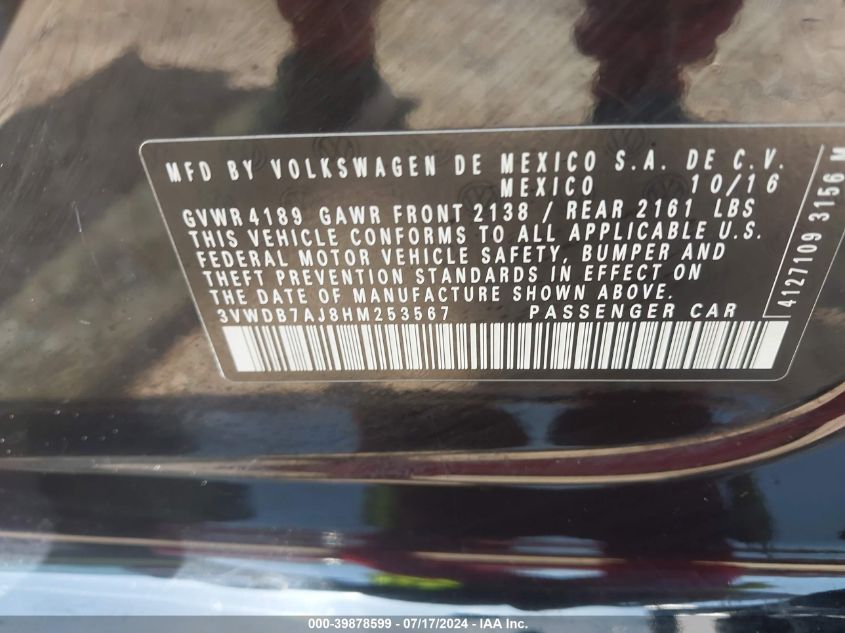 MFD BY VOLKSWAGEN DE MEXICO S.A. DE C.V.
MEXICO 10/16
GVWR 4189 GAWR FRONT 2138 / REAR 2161 LBS
THIS VEHICLE CONFORMS TO ALL APPLICABLE U.S.
FEDERAL MOTOR VEHICLE SAFETY, BUMPER AND
THEFT PREVENTION STANDARDS IN EFFECT ON
THE DATE OF MANUFACTURE SHOWN ABOVE.
3VWDB7AJ8HM253567 PASSENGER CAR
4127109 3156 M
000-39878599 - 07/17/2024 - IAA Inc.